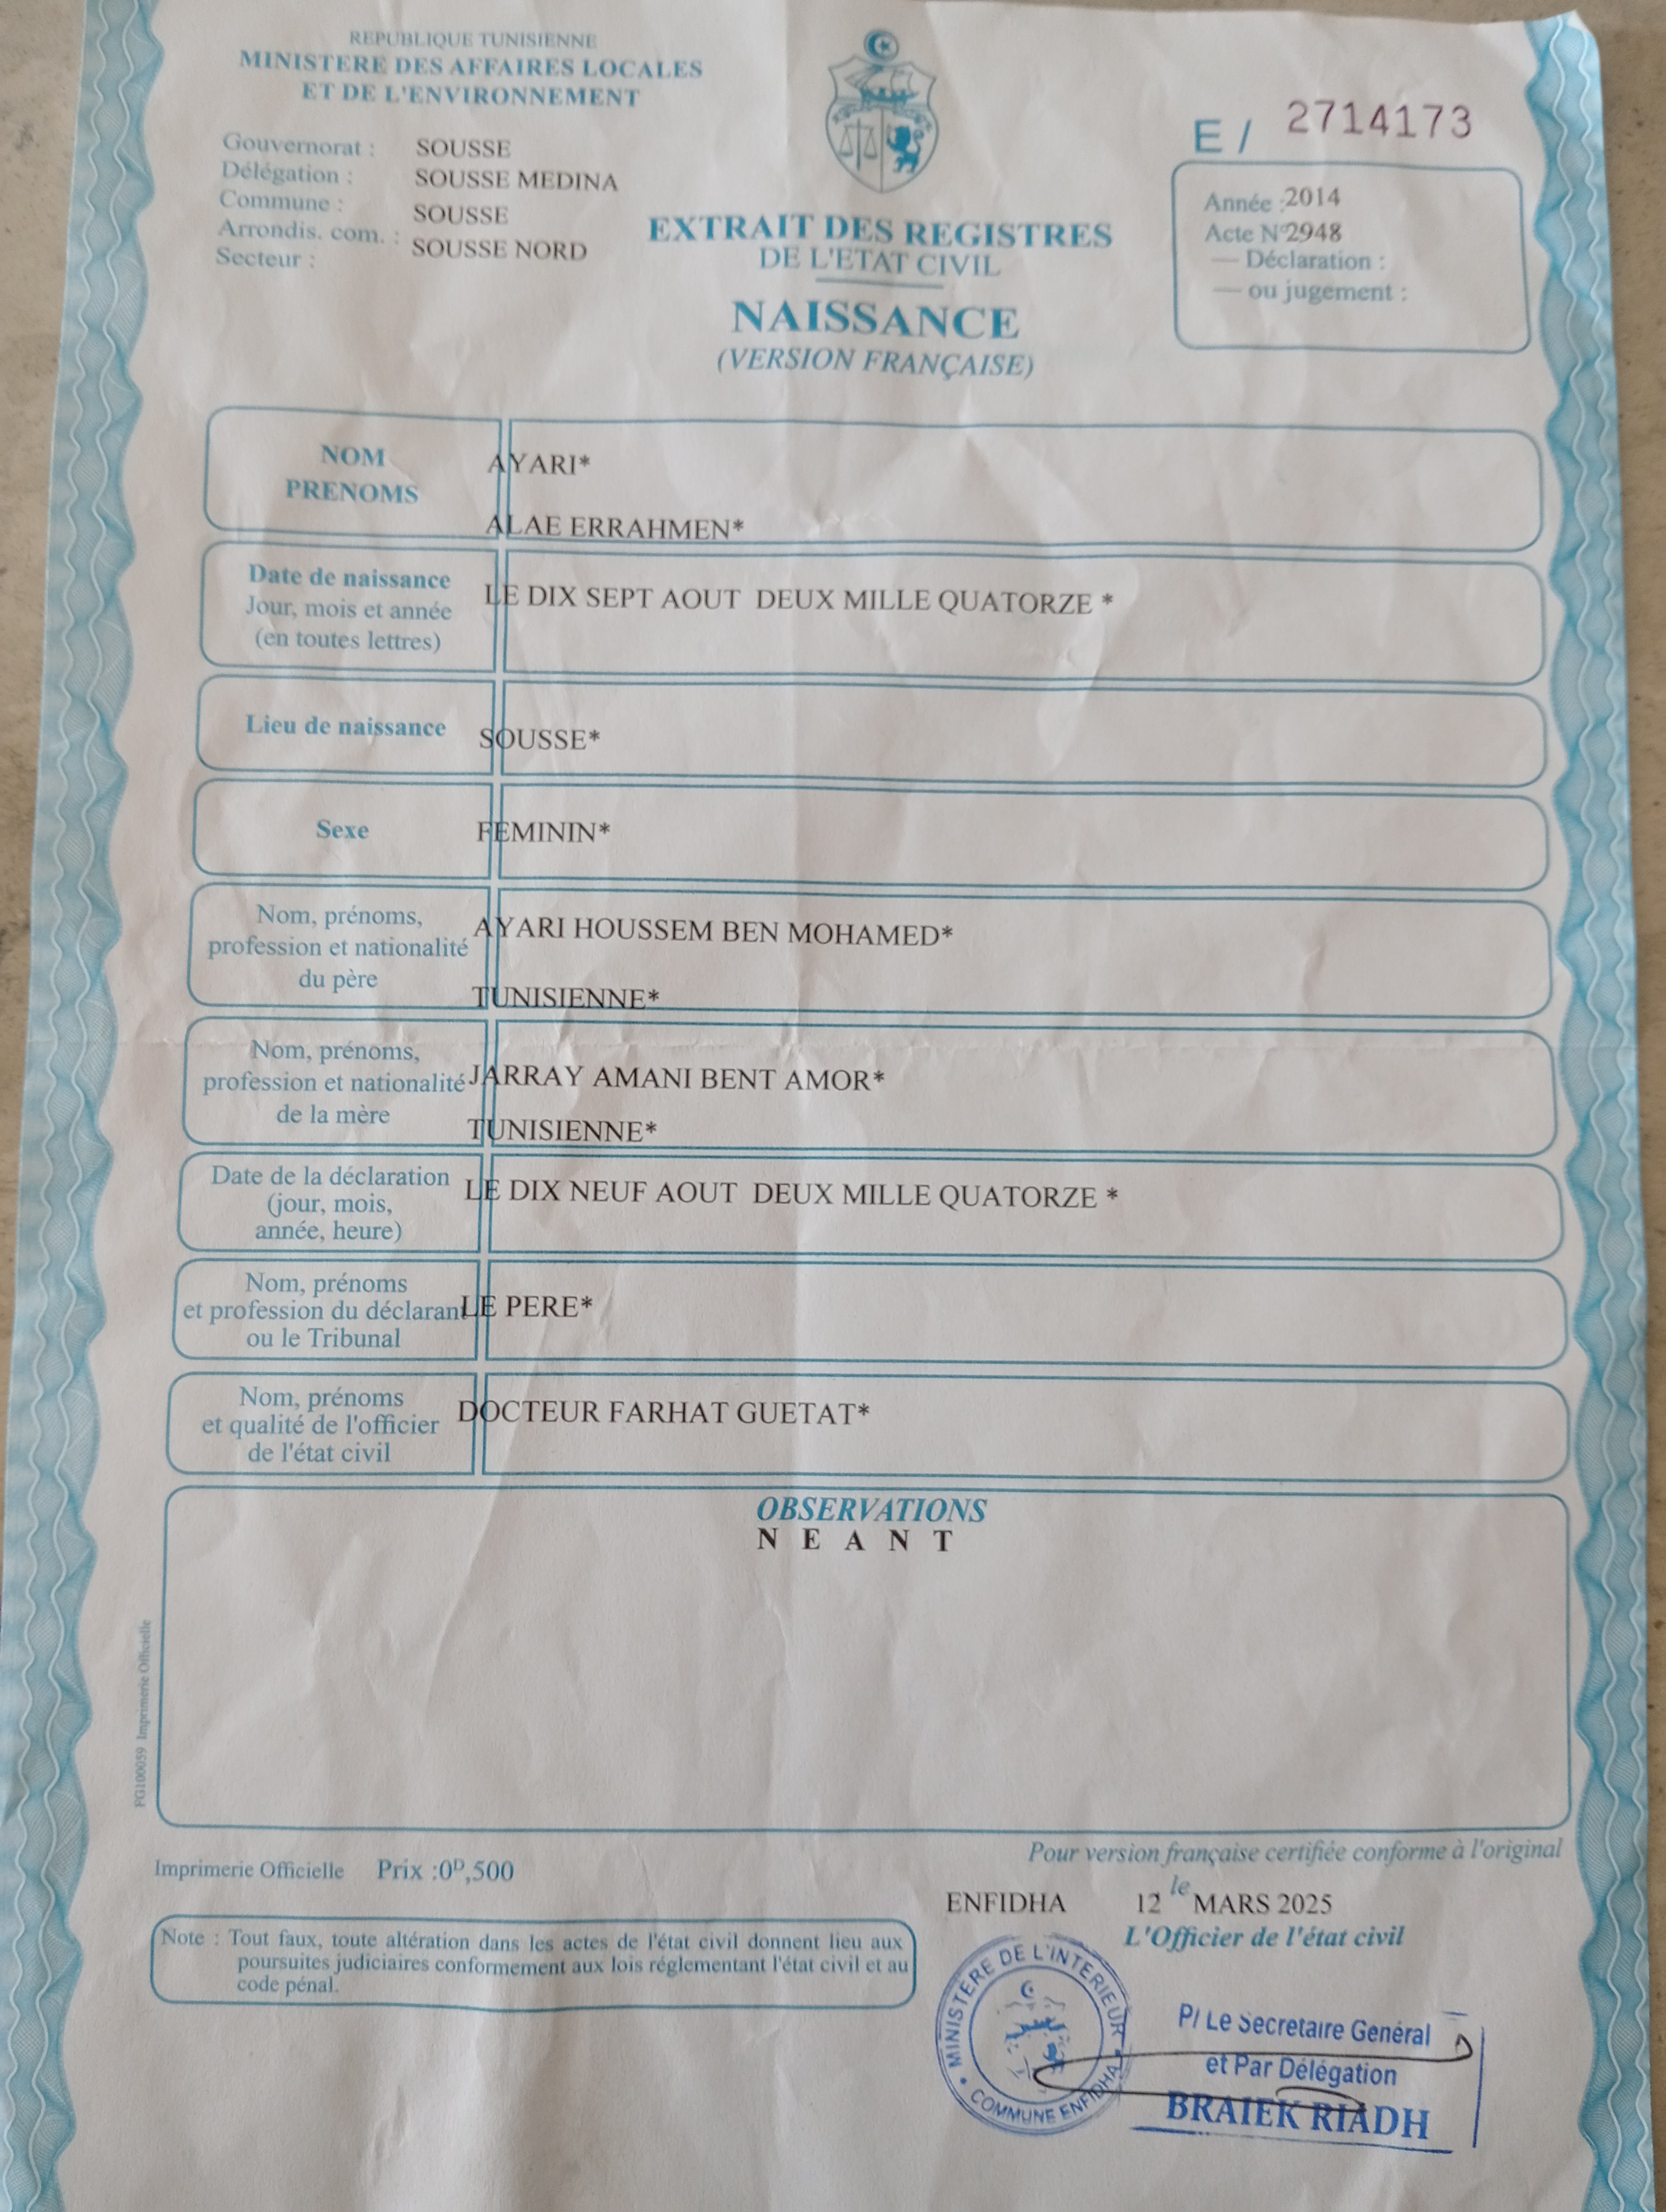 REPUBLIQUE TUNISIENNE
MINISTERE DES AFFAIRES LOCALES
ET DE L'ENVIRONNEMENT
Gouvernorat : SOUSSE
Délégation : SOUSSE MEDINA
Commune : SOUSSE
Arrondis. com. : SOUSSE NORD
Secteur :
E / 2714173
Année : 2014
Acte N° 2948
— Déclaration :
— ou jugement :
EXTRAIT DES REGISTRES
DE L'ETAT CIVIL
NAISSANCE
(VERSION FRANÇAISE)
NOM
PRENOMS
AYARI*
ALAE ERRAHMEN*
Date de naissance
Jour, mois et année
(en toutes lettres)
LE DIX SEPT AOUT DEUX MILLE QUATORZE *
Lieu de naissance
SOUSSE*
Sexe
FEMININ*
Nom, prénoms,
profession et nationalité
du père
AYARI HOUSSEM BEN MOHAMED*
TUNISIENNE*
Nom, prénoms,
profession et nationalité
de la mère
JARRAY AMANI BENT AMOR*
TUNISIENNE*
Date de la déclaration
(jour, mois,
année, heure)
LE DIX NEUF AOUT DEUX MILLE QUATORZE *
Nom, prénoms
et profession du déclarant
ou le Tribunal
LE PERE*
Nom, prénoms
et qualité de l'officier
de l'état civil
DOCTEUR FARHAT GUETAT*
OBSERVATIONS
N E A N T
FG100059 Imprimerie Officielle
Imprimerie Officielle Prix :0D,500
Note : Tout faux, toute altération dans les actes de l'état civil donnent lieu aux
poursuites judiciaires conformement aux lois réglementant l'état civil et au
code pénal.
Pour version française certifiée conforme à l'original
ENFIDHA le 12 MARS 2025
L'Officier de l'état civil
MINISTERE DE L'INTERIEUR
COMMUNE ENFIDHA
P/ Le Secretaire Genéral
et Par Délégation
BRAIEK RIADH